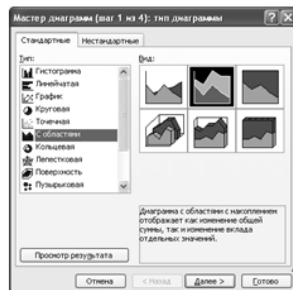 Мастер диаграмм (шаг 1 из 4): тип диаграммы
Стандартные Нестандартные
Тип:
Гистограмма
Линейчатая
График
Круговая
Точечная
С областями
Кольцевая
Лепестковая
Поверхность
Пузырьковая
Вид:
Диаграмма с областями с накоплением
отображает как изменение общей
суммы, так и изменение вклада
отдельных значений.
Просмотр результата
Отмена < Назад Далее > Готово